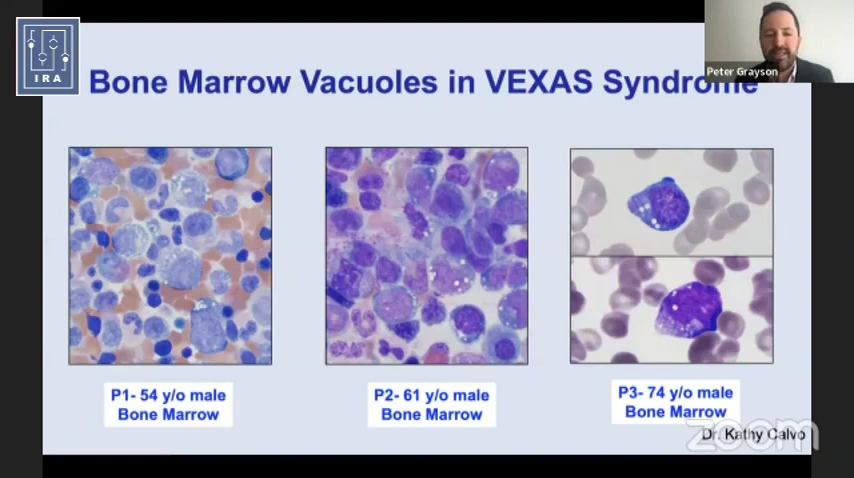 IRA
Peter Grayson
Bone Marrow Vacuoles in VEXAS Syndrome
P1- 54 y/o male
Bone Marrow
P2- 61 y/o male
Bone Marrow
P3- 74 y/o male
Bone Marrow
Dr. Kathy Calvo
zoom